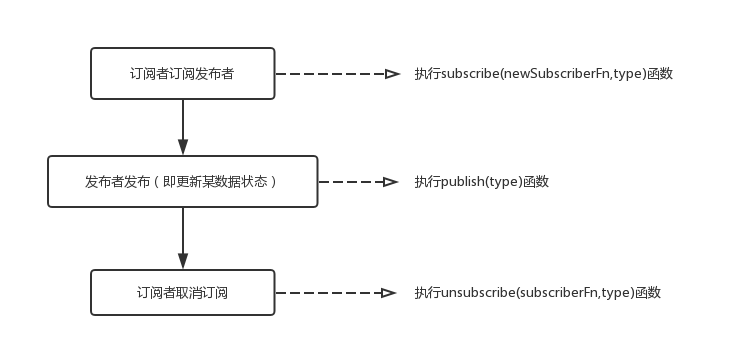 订阅者订阅发布者
执行subscribe(newSubscriberFn,type)函数
发布者发布（即更新某数据状态）
执行publish(type)函数
订阅者取消订阅
执行unsubscribe(subscriberFn,type)函数